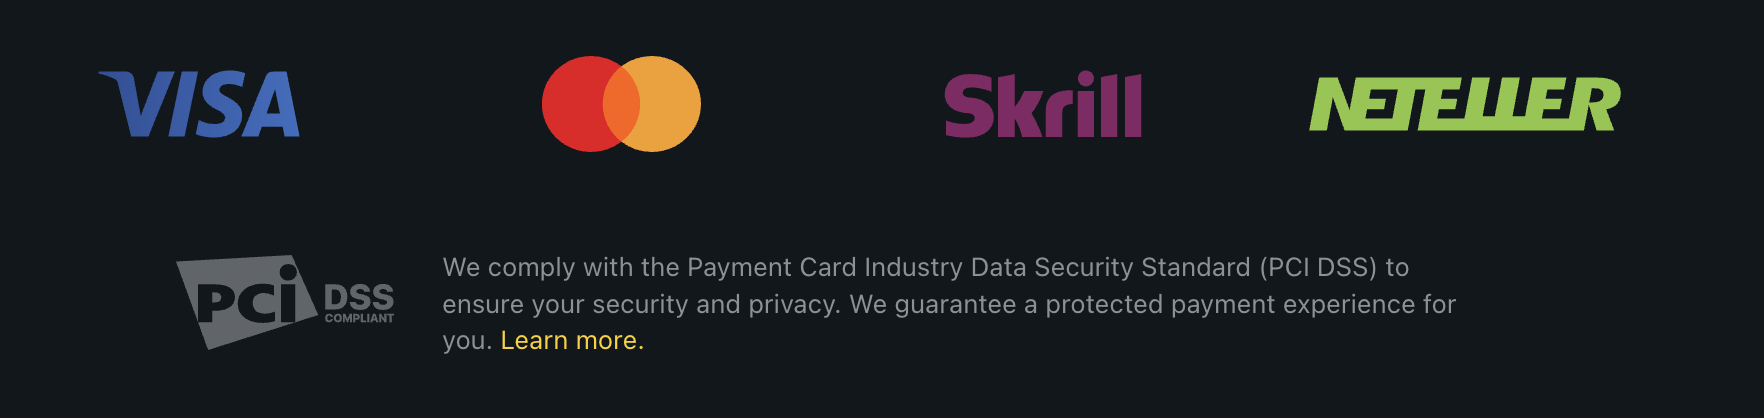 VISA
Skrill
NETELLER
PCi DSS
COMPLIANT
We comply with the Payment Card Industry Data Security Standard (PCI DSS) to
ensure your security and privacy. We guarantee a protected payment experience for
you. Learn more.